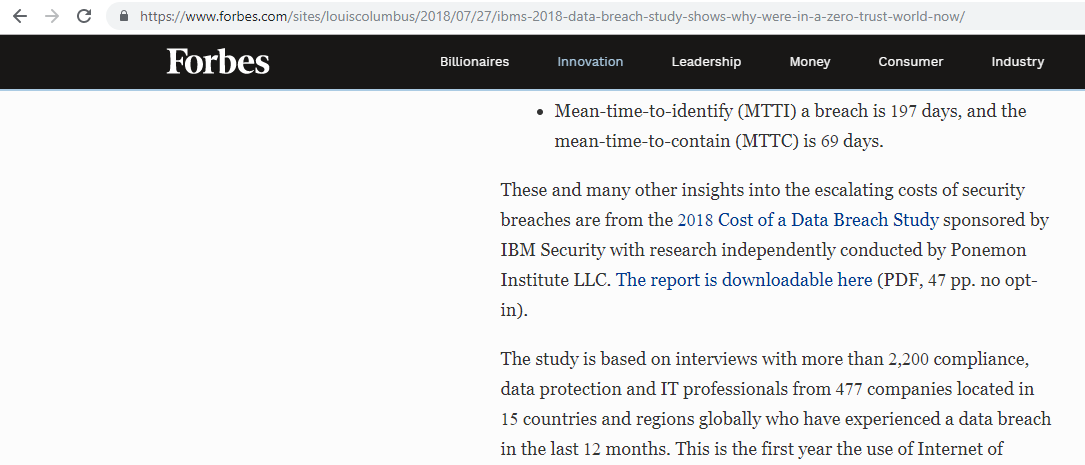 https://www.forbes.com/sites/louiscolumbus/2018/07/27/ibms-2018-data-breach-study-shows-why-were-in-a-zero-trust-world-now/
Forbes Billionaires Innovation Leadership Money Consumer Industry
• Mean-time-to-identify (MTTI) a breach is 197 days, and the
mean-time-to-contain (MTTC) is 69 days.
These and many other insights into the escalating costs of security
breaches are from the 2018 Cost of a Data Breach Study sponsored by
IBM Security with research independently conducted by Ponemon
Institute LLC. The report is downloadable here (PDF, 47 pp. no opt-
in).
The study is based on interviews with more than 2,200 compliance,
data protection and IT professionals from 477 companies located in
15 countries and regions globally who have experienced a data breach
in the last 12 months. This is the first year the use of Internet of